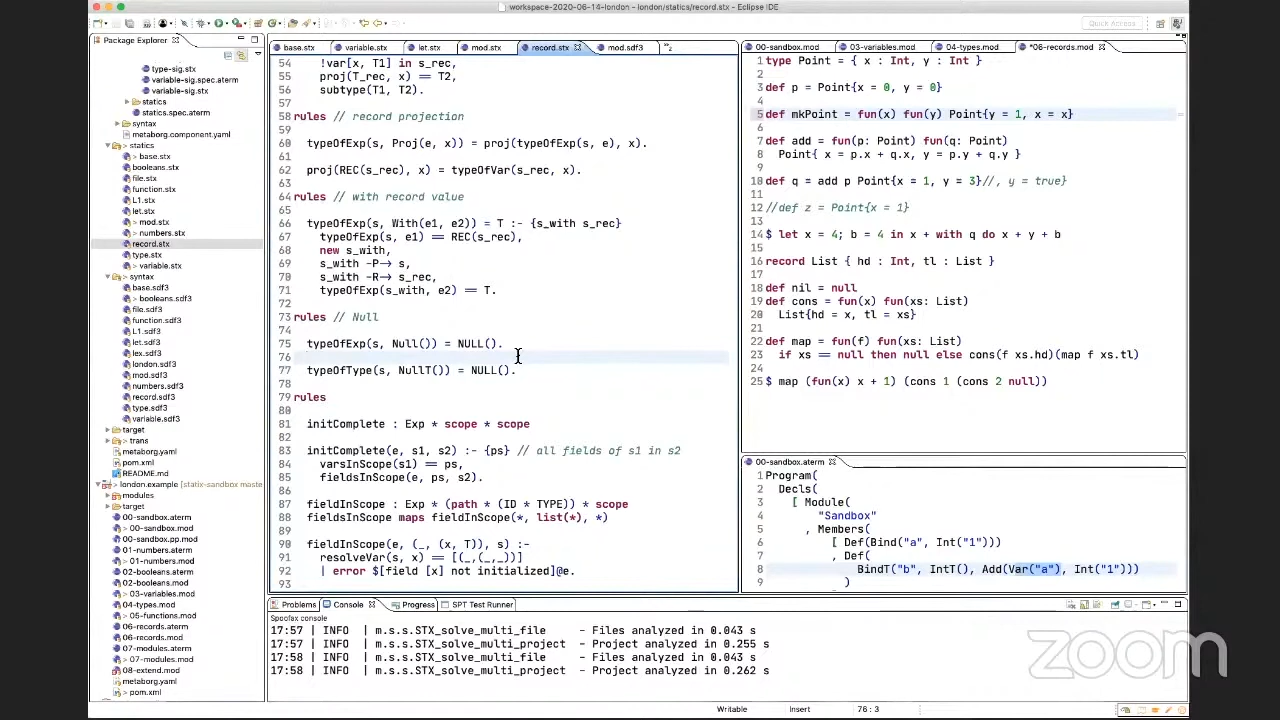 workspace-2020-06-14-london - london/statics/record.stx - Eclipse IDE
Quick Access
Package Explorer
type-sig.stx
variable-sig.spec.aterm
variable-sig.stx
statics
statics.spec.aterm
syntax
metaborg.component.yaml
statics
base.stx
booleans.stx
file.stx
function.stx
L1.stx
let.stx
> mod.stx
> numbers.stx
record.stx
type.stx
> variable.stx
syntax
base.sdf3
> booleans.sdf3
file.sdf3
function.sdf3
L1.sdf3
let.sdf3
lex.sdf3
london.sdf3
mod.sdf3
numbers.sdf3
record.sdf3
type.sdf3
variable.sdf3
target
> trans
metaborg.yaml
pom.xml
README.md
> london.example [statix-sandbox maste
modules
target
00-sandbox.aterm
> 00-sandbox.mod
00-sandbox.pp.mod
01-numbers.aterm
> 01-numbers.mod
02-booleans.aterm
02-booleans.mod
> 03-variables.mod
04-types.mod
> 05-functions.mod
06-records.aterm
06-records.mod
07-modules.aterm
> 07-modules.mod
08-extend.mod
metaborg.yaml
pom.xml
base.stx
variable.stx
let.stx
mod.stx
record.stx
mod.sdf3
»2
54 !var[x, T1] in s_rec,
55 proj(T_rec, x) == T2,
56 subtype(T1, T2).
57
58 rules // record projection
59
60 typeOfExp(s, Proj(e, x)) = proj(typeOfExp(s, e), x).
61
62 proj(REC(s_rec), x) = typeOfVar(s_rec, x).
63
64 rules // with record value
65
66 typeOfExp(s, With(e1, e2)) = T :- {s_with s_rec}
67 typeOfExp(s, e1) == REC(s_rec),
68 new s_with,
69 s_with -P-> s,
70 s_with -R-> s_rec,
71 typeOfExp(s_with, e2) == T.
72
73 rules // Null
74
75 typeOfExp(s, Null()) = NULL().
76
77 typeOfType(s, NullT()) = NULL().
78
79 rules
80
81 initComplete : Exp * scope * scope
82
83 initComplete(e, s1, s2) :- {ps} // all fields of s1 in s2
84 varsInScope(s1) == ps,
85 fieldsInScope(e, ps, s2).
86
87 fieldInScope : Exp * (path * (ID * TYPE)) * scope
88 fieldsInScope maps fieldInScope(*, list(*), *)
89
90 fieldInScope(e, (_, (x, T)), s) :-
91 resolveVar(s, x) == [(_,(_,_))]
92 | error $[field [x] not initialized]@e.
93
00-sandbox.mod
03-variables.mod
04-types.mod
*06-records.mod
1 type Point = { x : Int, y : Int }
2
3 def p = Point{x = 0, y = 0}
4
5 def mkPoint = fun(x) fun(y) Point{y = 1, x = x}
6
7 def add = fun(p: Point) fun(q: Point)
8 Point{ x = p.x + q.x, y = p.y + q.y }
9
10 def q = add p Point{x = 1, y = 3}//, y = true}
11
12 //def z = Point{x = 1}
13
14 $ let x = 4; b = 4 in x + with q do x + y + b
15
16 record List { hd : Int, tl : List }
17
18 def nil = null
19 def cons = fun(x) fun(xs: List)
20 List{hd = x, tl = xs}
21
22 def map = fun(f) fun(xs: List)
23 if xs == null then null else cons(f xs.hd)(map f xs.tl)
24
25 $ map (fun(x) x + 1) (cons 1 (cons 2 null))
00-sandbox.aterm
1 Program(
2 Decls(
3 [ Module(
4 "Sandbox"
5 , Members(
6 [ Def(Bind("a", Int("1")))
7 , Def(
8 BindT("b", IntT(), Add(Var("a"), Int("1")))
9 )
Problems
Console
Progress
SPT Test Runner
Spoofax console
17:57 | INFO | m.s.s.STX_solve_multi_file - Files analyzed in 0.043 s
17:57 | INFO | m.s.s.STX_solve_multi_project - Project analyzed in 0.255 s
17:58 | INFO | m.s.s.STX_solve_multi_file - Files analyzed in 0.043 s
17:58 | INFO | m.s.s.STX_solve_multi_project - Project analyzed in 0.262 s
zoom
Writable
Insert
76 : 3